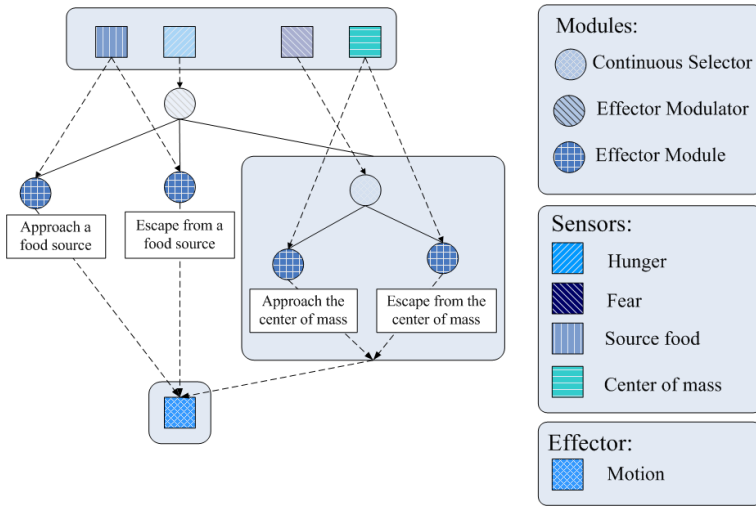 Approach a
food source
Escape from a
food source
Approach the
center of mass
Escape from the
center of mass
Modules:
Continuous Selector
Effector Modulator
Effector Module
Sensors:
Hunger
Fear
Source food
Center of mass
Effector:
Motion